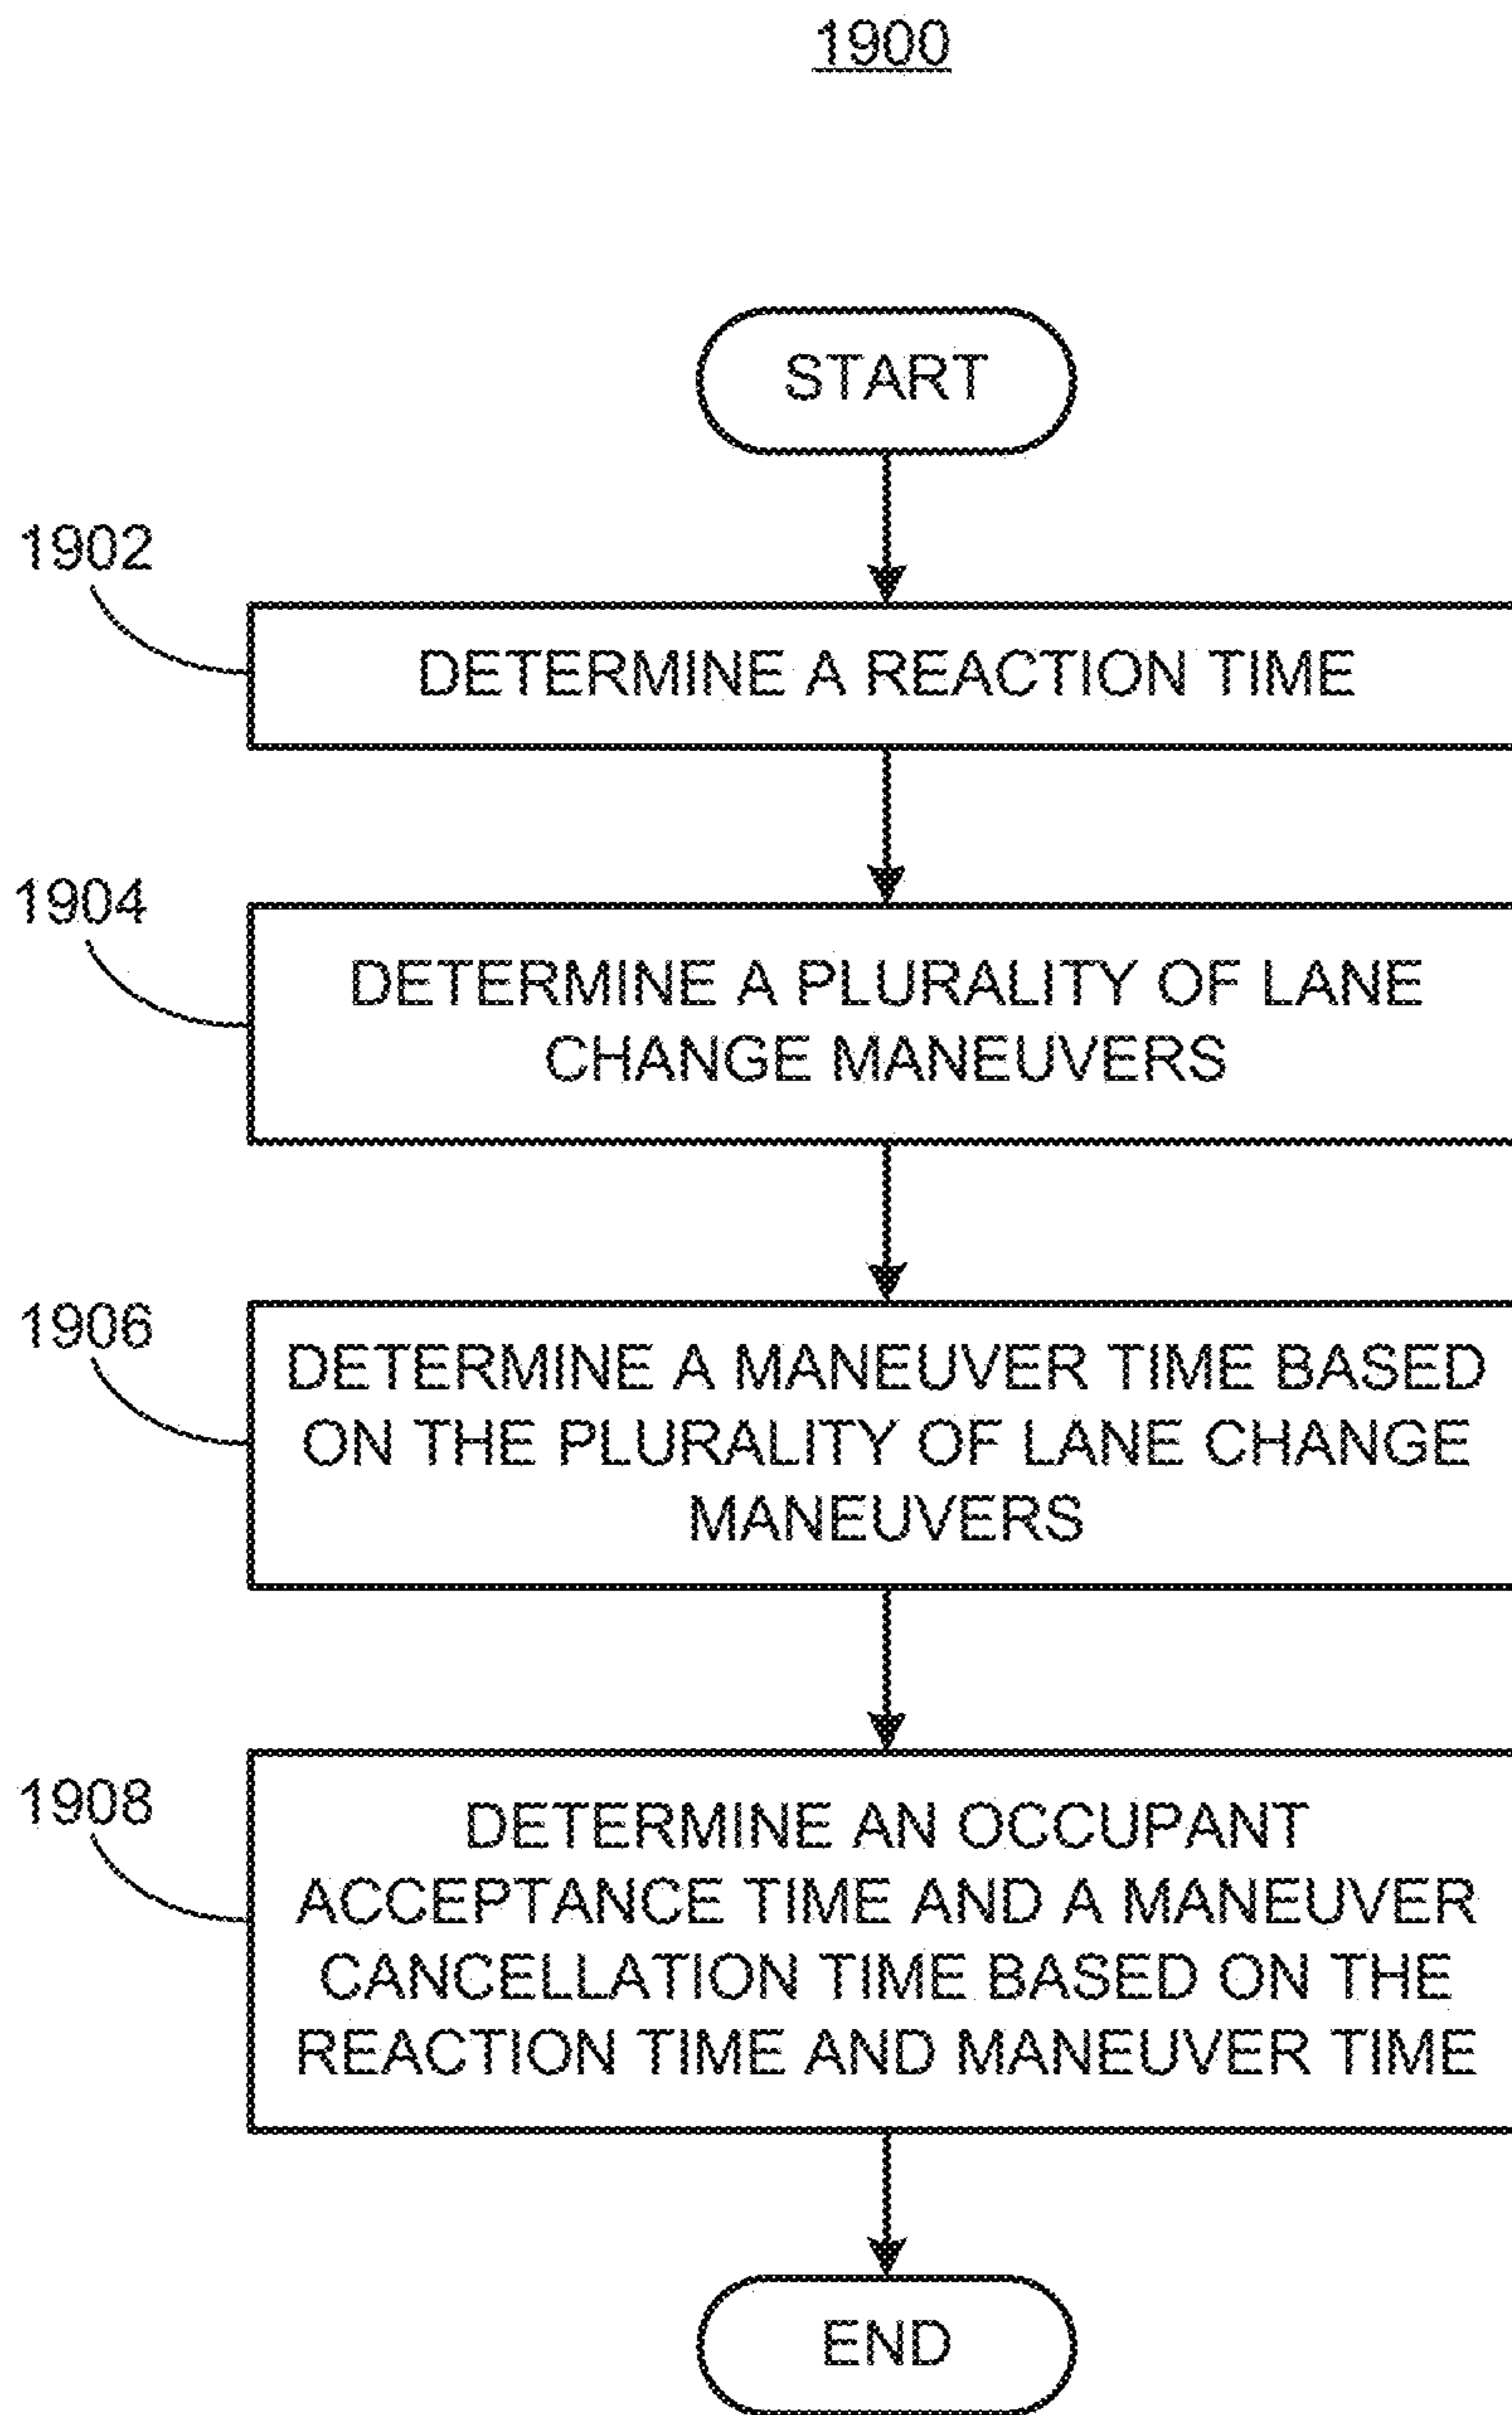 1900
START
1902
DETERMINE A REACTION TIME
1904
DETERMINE A PLURALITY OF LANE
CHANGE MANEUVERS
1906
DETERMINE A MANEUVER TIME BASED
ON THE PLURALITY OF LANE CHANGE
MANEUVERS
1908
DETERMINE AN OCCUPANT
ACCEPTANCE TIME AND A MANEUVER
CANCELLATION TIME BASED ON THE
REACTION TIME AND MANEUVER TIME
END